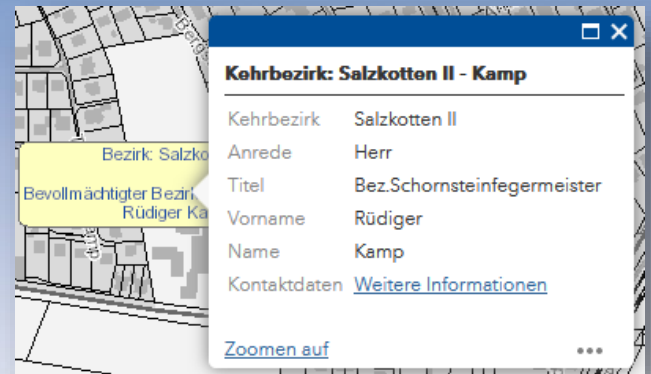 Kehrbezirk: Salzkotten II - Kamp
Kehrbezirk Salzkotten II
Anrede Herr
Titel Bez.Schornsteinfegermeister
Vorname Rüdiger
Name Kamp
Kontaktdaten Weitere Informationen
Zoomen auf
Bezirk: Salzko
Bevollmächtigter Bezirk
Rüdiger Ka